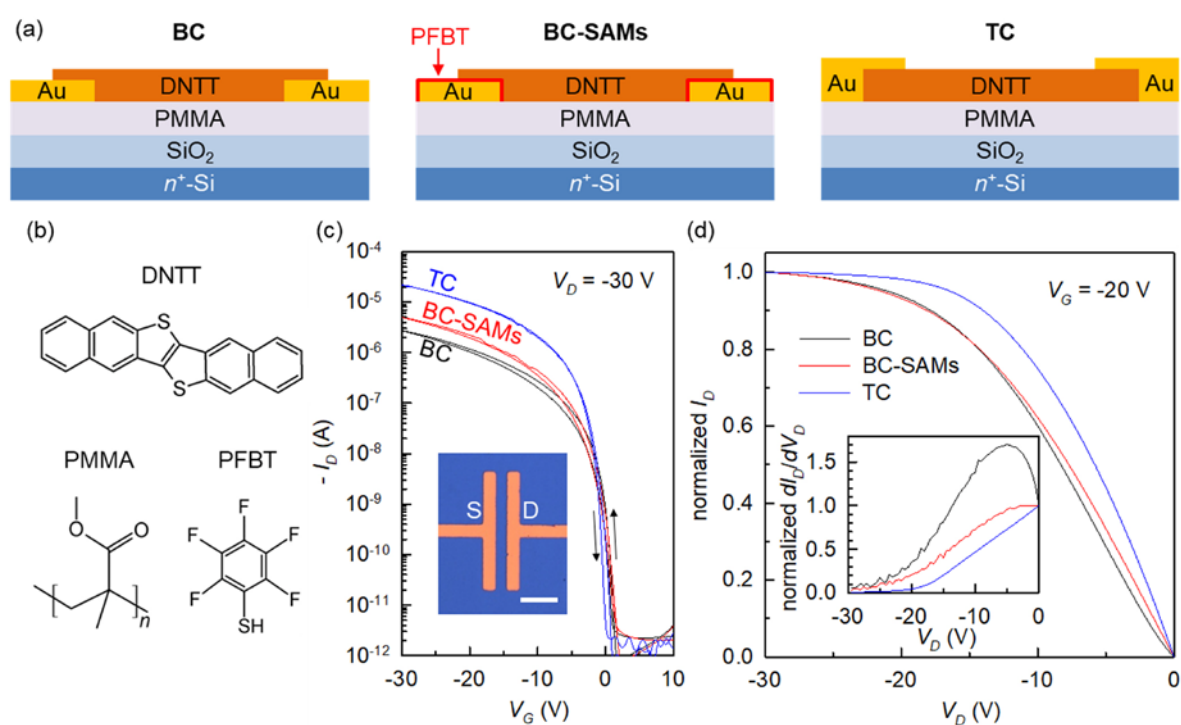 (a)
BC
BC-SAMs
TC
PFBT
Au DNTT Au
PMMA
SiO2
n+-Si
Au DNTT Au
PMMA
SiO2
n+-Si
Au DNTT Au
PMMA
SiO2
n+-Si
(b)
DNTT
S
S
PMMA
O
O
n
PFBT
F
F F
F F
SH
(c)
10-4
10-5
10-6
10-7
10-8
10-9
10-10
10-11
10-12
- ID (A)
TC
VD = -30 V
BC-SAMs
BC
S D
-30 -20 -10 0 10
VG (V)
(d)
1.0
0.8
0.6
0.4
0.2
0.0
normalized ID
VG = -20 V
BC
BC-SAMs
TC
normalized dID/dVD
1.5
1.0
0.5
0.0
-30 -25 -20 -15 -10 -5 0
VD (V)
-30 -20 -10 0
VD (V)